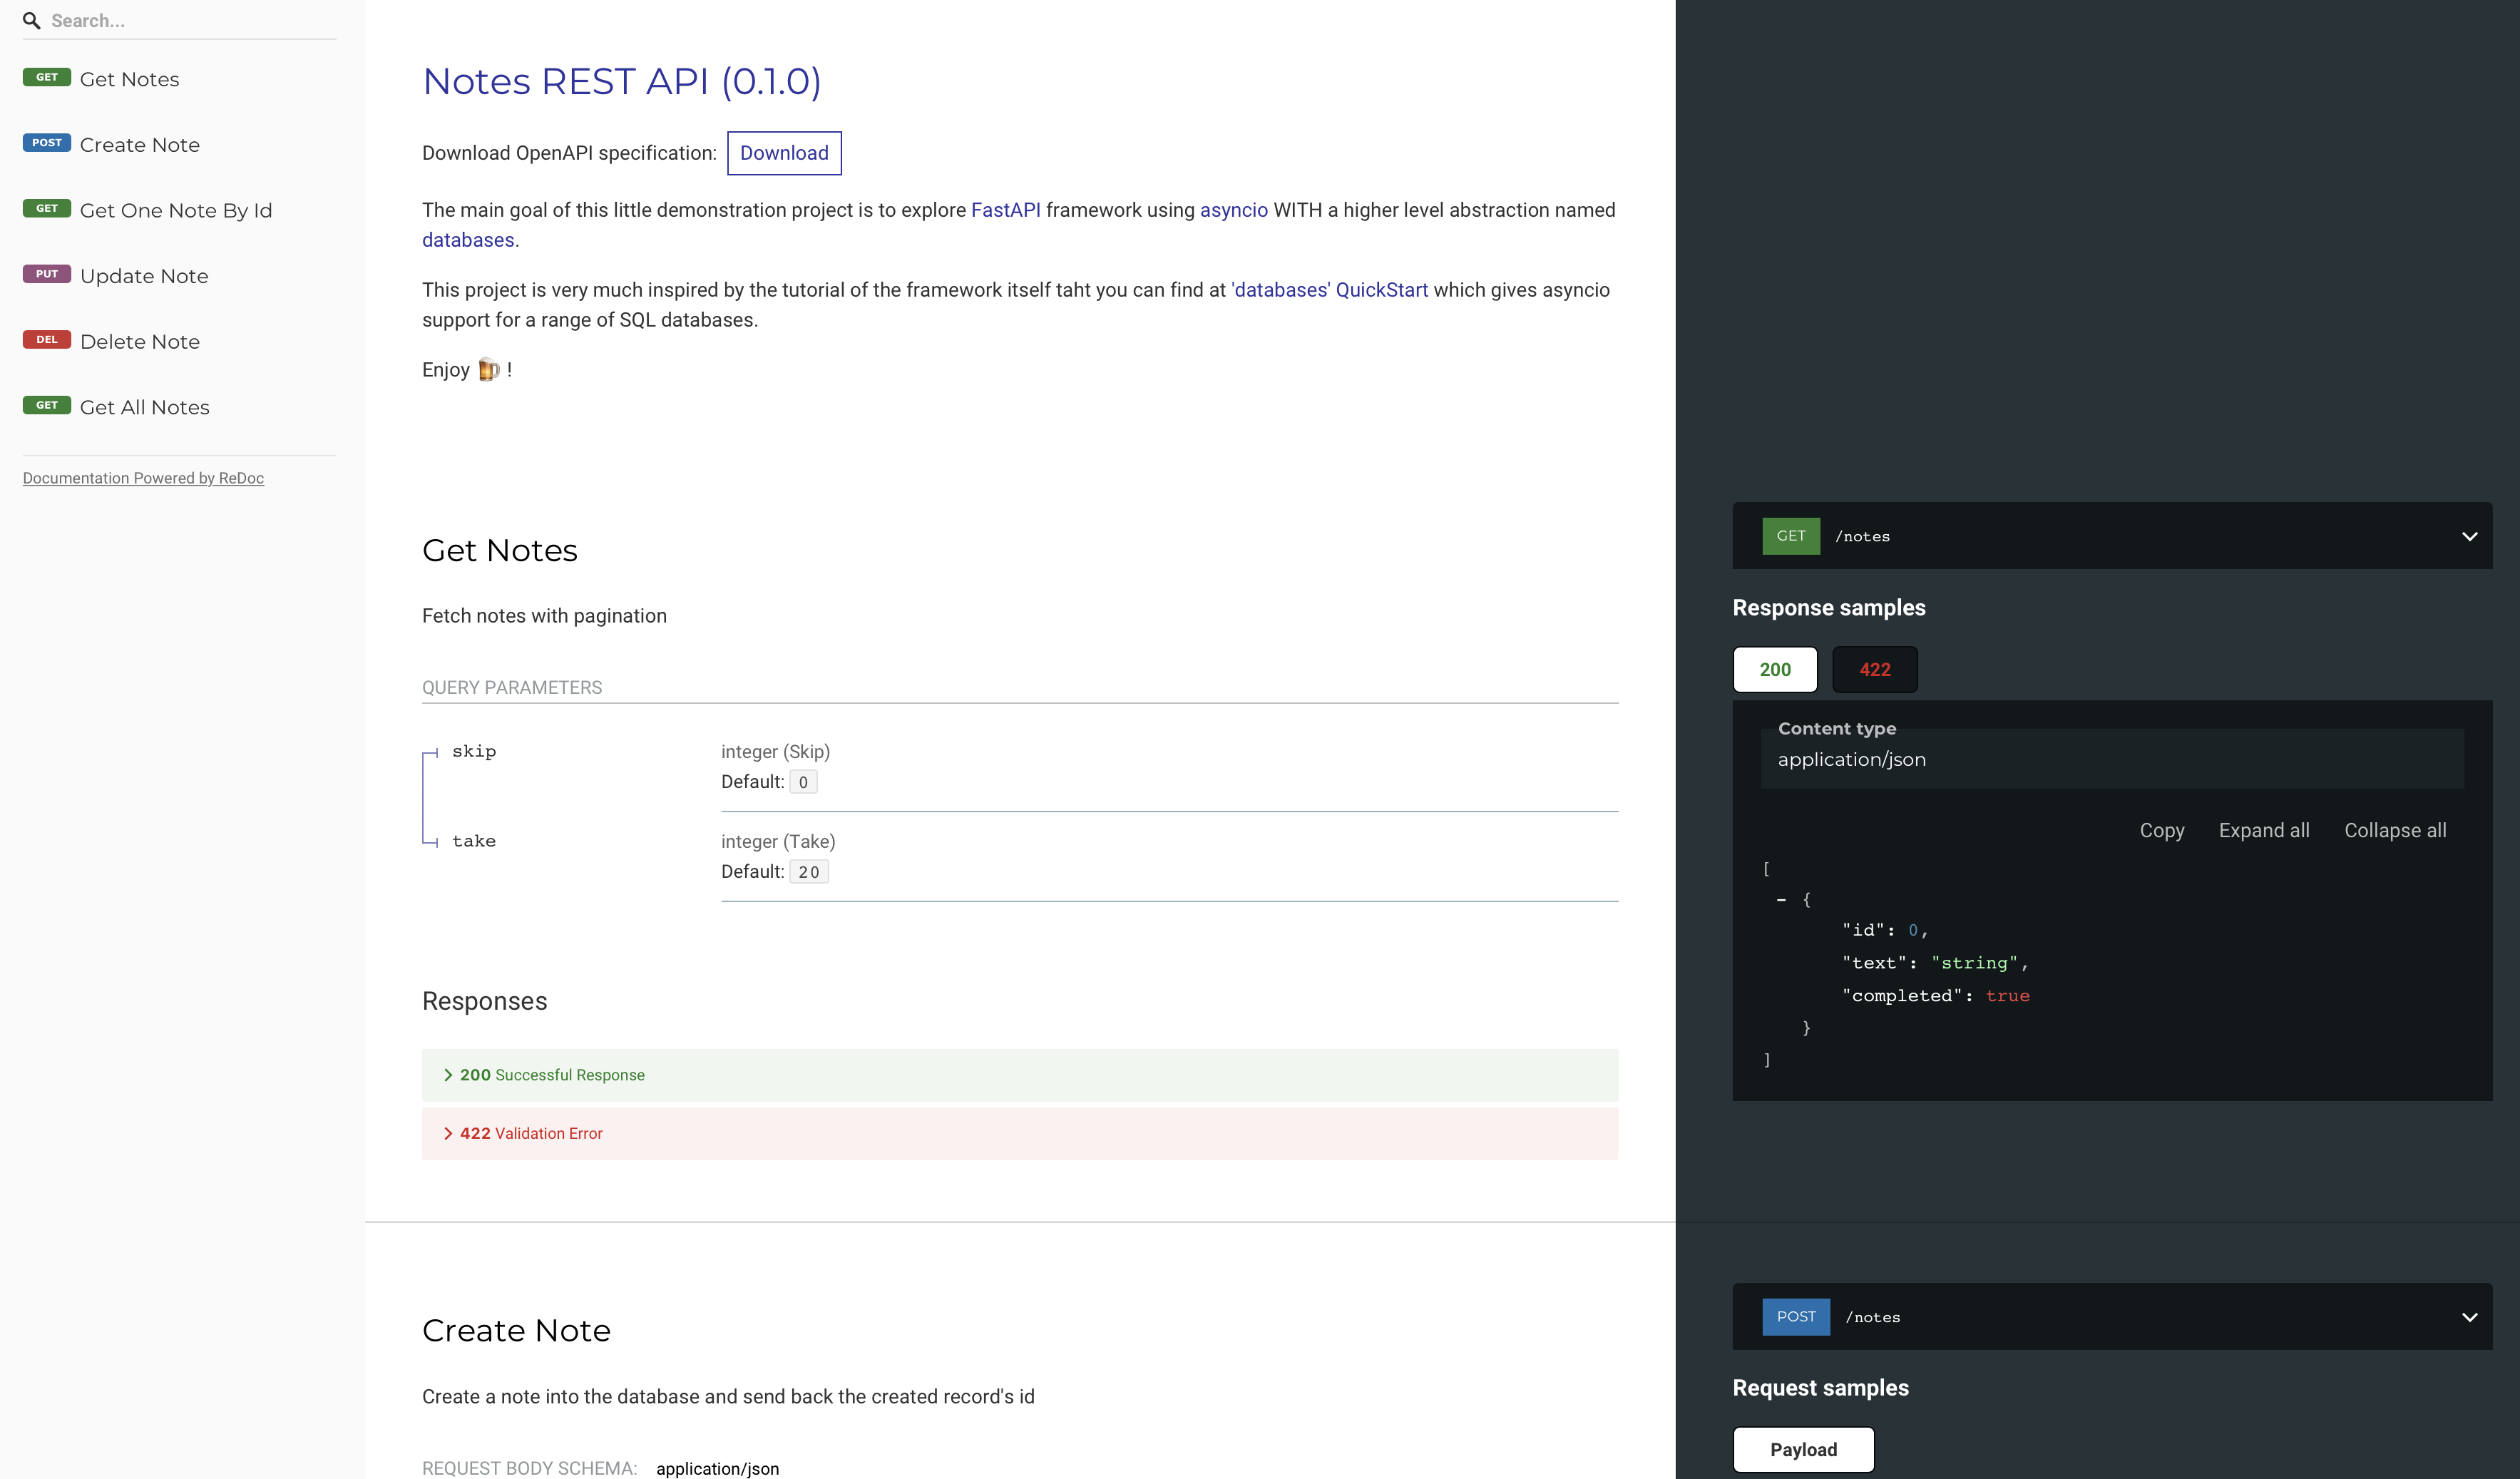 Search...
GET Get Notes
POST Create Note
GET Get One Note By Id
PUT Update Note
DEL Delete Note
GET Get All Notes
Documentation Powered by ReDoc
Notes REST API (0.1.0)
Download OpenAPI specification: Download
The main goal of this little demonstration project is to explore FastAPI framework using asyncio WITH a higher level abstraction named
databases.
This project is very much inspired by the tutorial of the framework itself taht you can find at 'databases' QuickStart which gives asyncio
support for a range of SQL databases.
Enjoy 🍺 !
Get Notes
Fetch notes with pagination
QUERY PARAMETERS
skip
integer (Skip)
Default: 0
take
integer (Take)
Default: 20
Responses
200 Successful Response
422 Validation Error
GET /notes
Response samples
200 422
Content type
application/json
Copy Expand all Collapse all
[
- {
"id": 0,
"text": "string",
"completed": true
}
]
Create Note
Create a note into the database and send back the created record's id
REQUEST BODY SCHEMA: application/json
POST /notes
Request samples
Payload